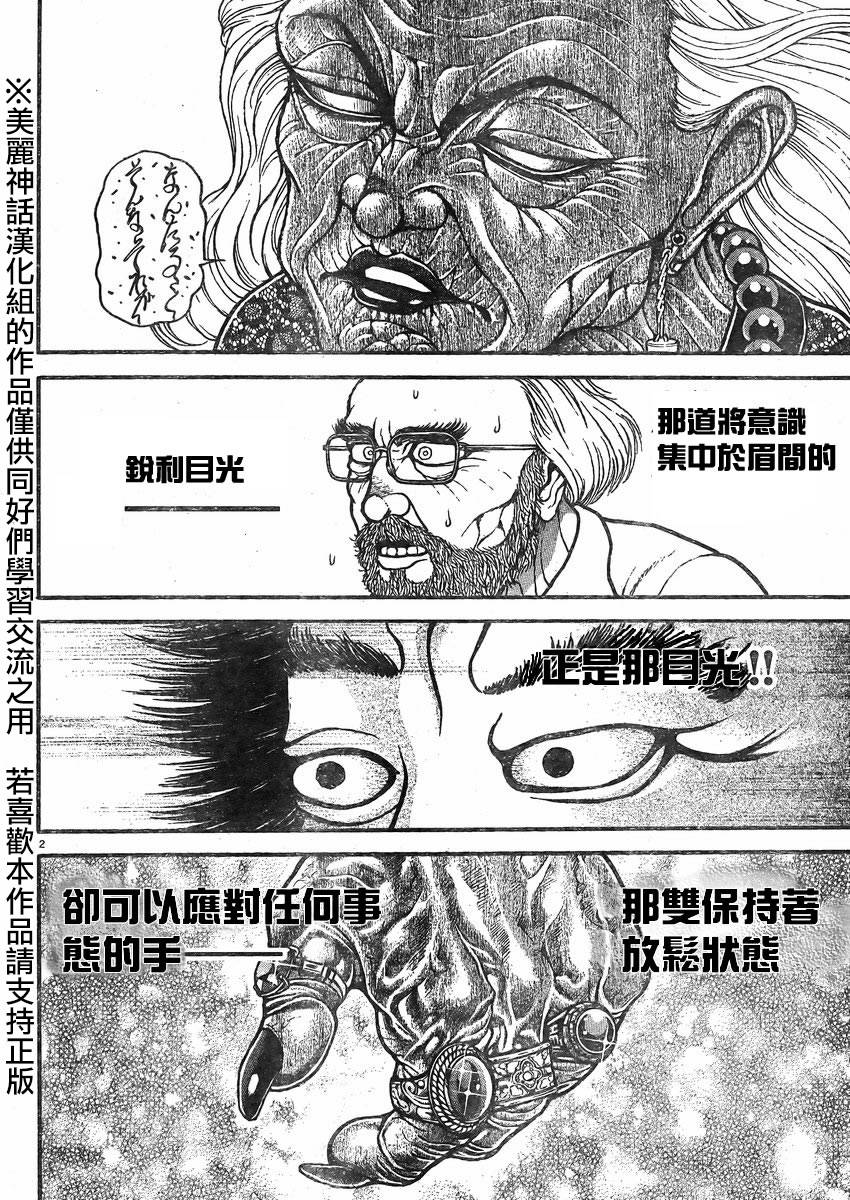 ※美麗神話漢化組的作品僅供同好們學習交流之用 若喜歡本作品請支持正版
那道將意識
集中於眉間的
銳利目光
正是那目光!!
2
那雙保持著
放鬆狀態
卻可以應對任何事
態的手——